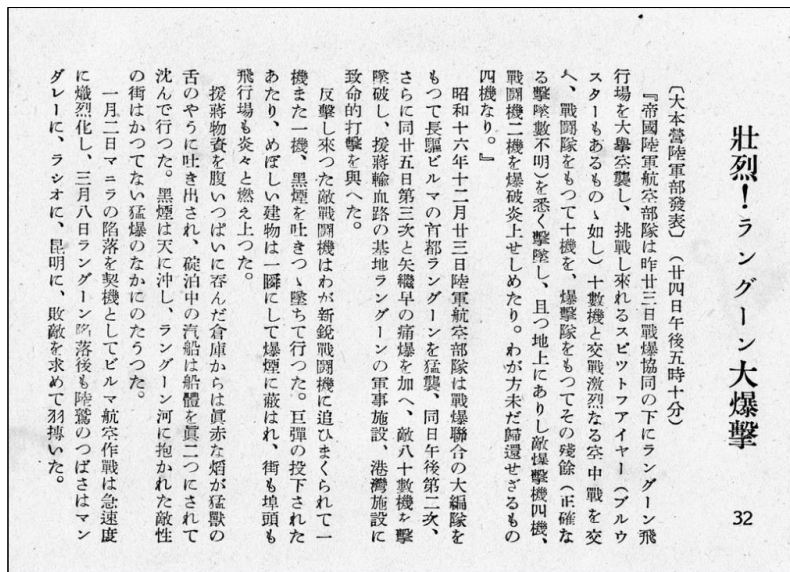 壯烈！ラングーン大爆擊
32
〔大本營陸軍部發表〕（廿四日午後五時十分）
『帝國陸軍航空部隊は昨廿三日戰爆協同の下にラングーン飛
行場を大擧空襲し、挑戰し來れるスピツトフアイヤー（ブルウ
スターもあるものゝ如し）十數機と交戰激烈なる空中戰を交
へ、戰鬪隊をもつて十機を、爆擊隊をもつてその殘餘（正確な
る擊墜數不明）を悉く擊墜し、且つ地上にありし敵爆擊機四機、
戰鬪機二機を爆破炎上せしめたり。わが方未だ歸還せざるもの
四機なり。』
昭和十六年十二月廿三日陸軍航空部隊は戰爆聯合の大編隊を
もつて長驅ビルマの首都ラングーンを猛襲、同日午後第二次、
さらに同廿五日第三次と矢繼早の痛爆を加へ、敵八十數機を擊
墜破し、援蔣輸血路の基地ラングーンの軍事施設、港灣施設に
致命的打擊を與へた。
反擊し來つた敵戰鬪機はわが新銳戰鬪機に追ひまくられて一
機また一機、黑煙を吐きつゝ墜ちて行つた。巨彈の投下された
あたり、めぼしい建物は一瞬にして爆煙に蔽はれ、街も埠頭も
飛行場も炎々と燃え上つた。
援蔣物資を腹いつぱいに呑んだ倉庫からは眞赤な焰が猛獸の
舌のやうに吐き出され、碇泊中の汽船は船體を眞二つにされて
沈んで行つた。黑煙は天に沖し、ラングーン河に抱かれた敵性
の街はかつてない猛爆のなかにのたうつた。
一月二日マニラの陷落を契機としてビルマ航空作戰は急速度
に熾烈化し、三月八日ラングーン陷落後も陸鷲のつばさはマン
ダレーに、ラシオに、昆明に、敗敵を求めて羽搏いた。